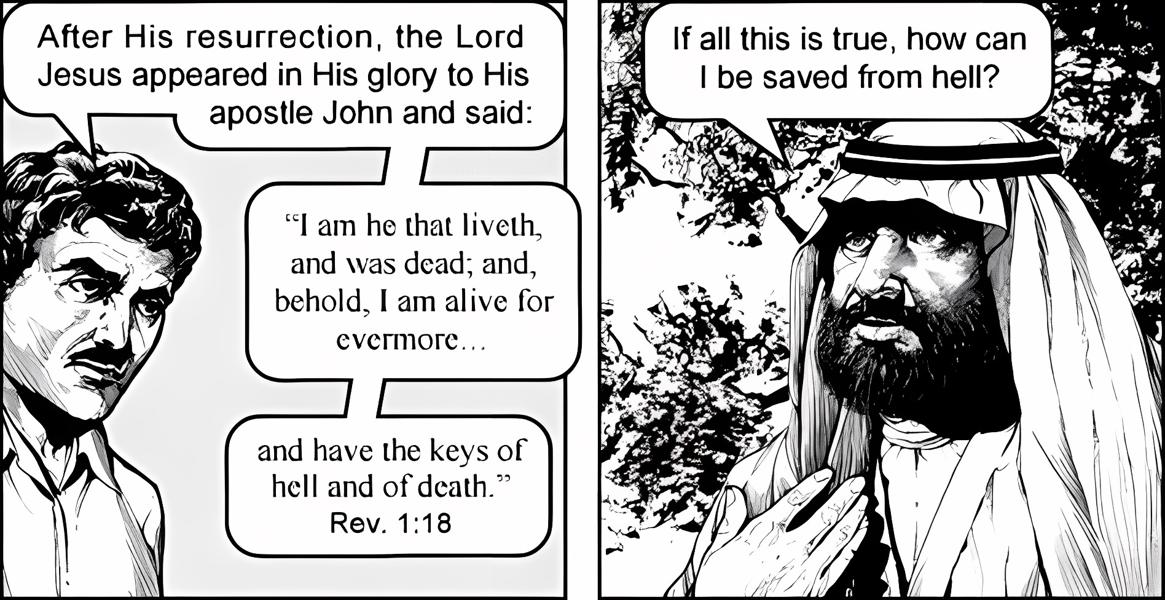 After His resurrection, the Lord
Jesus appeared in His glory to His
apostle John and said:
“I am he that liveth,
and was dead; and,
behold, I am alive for
evermore...
and have the keys of
hell and of death.”
Rev. 1:18
If all this is true, how can
I be saved from hell?